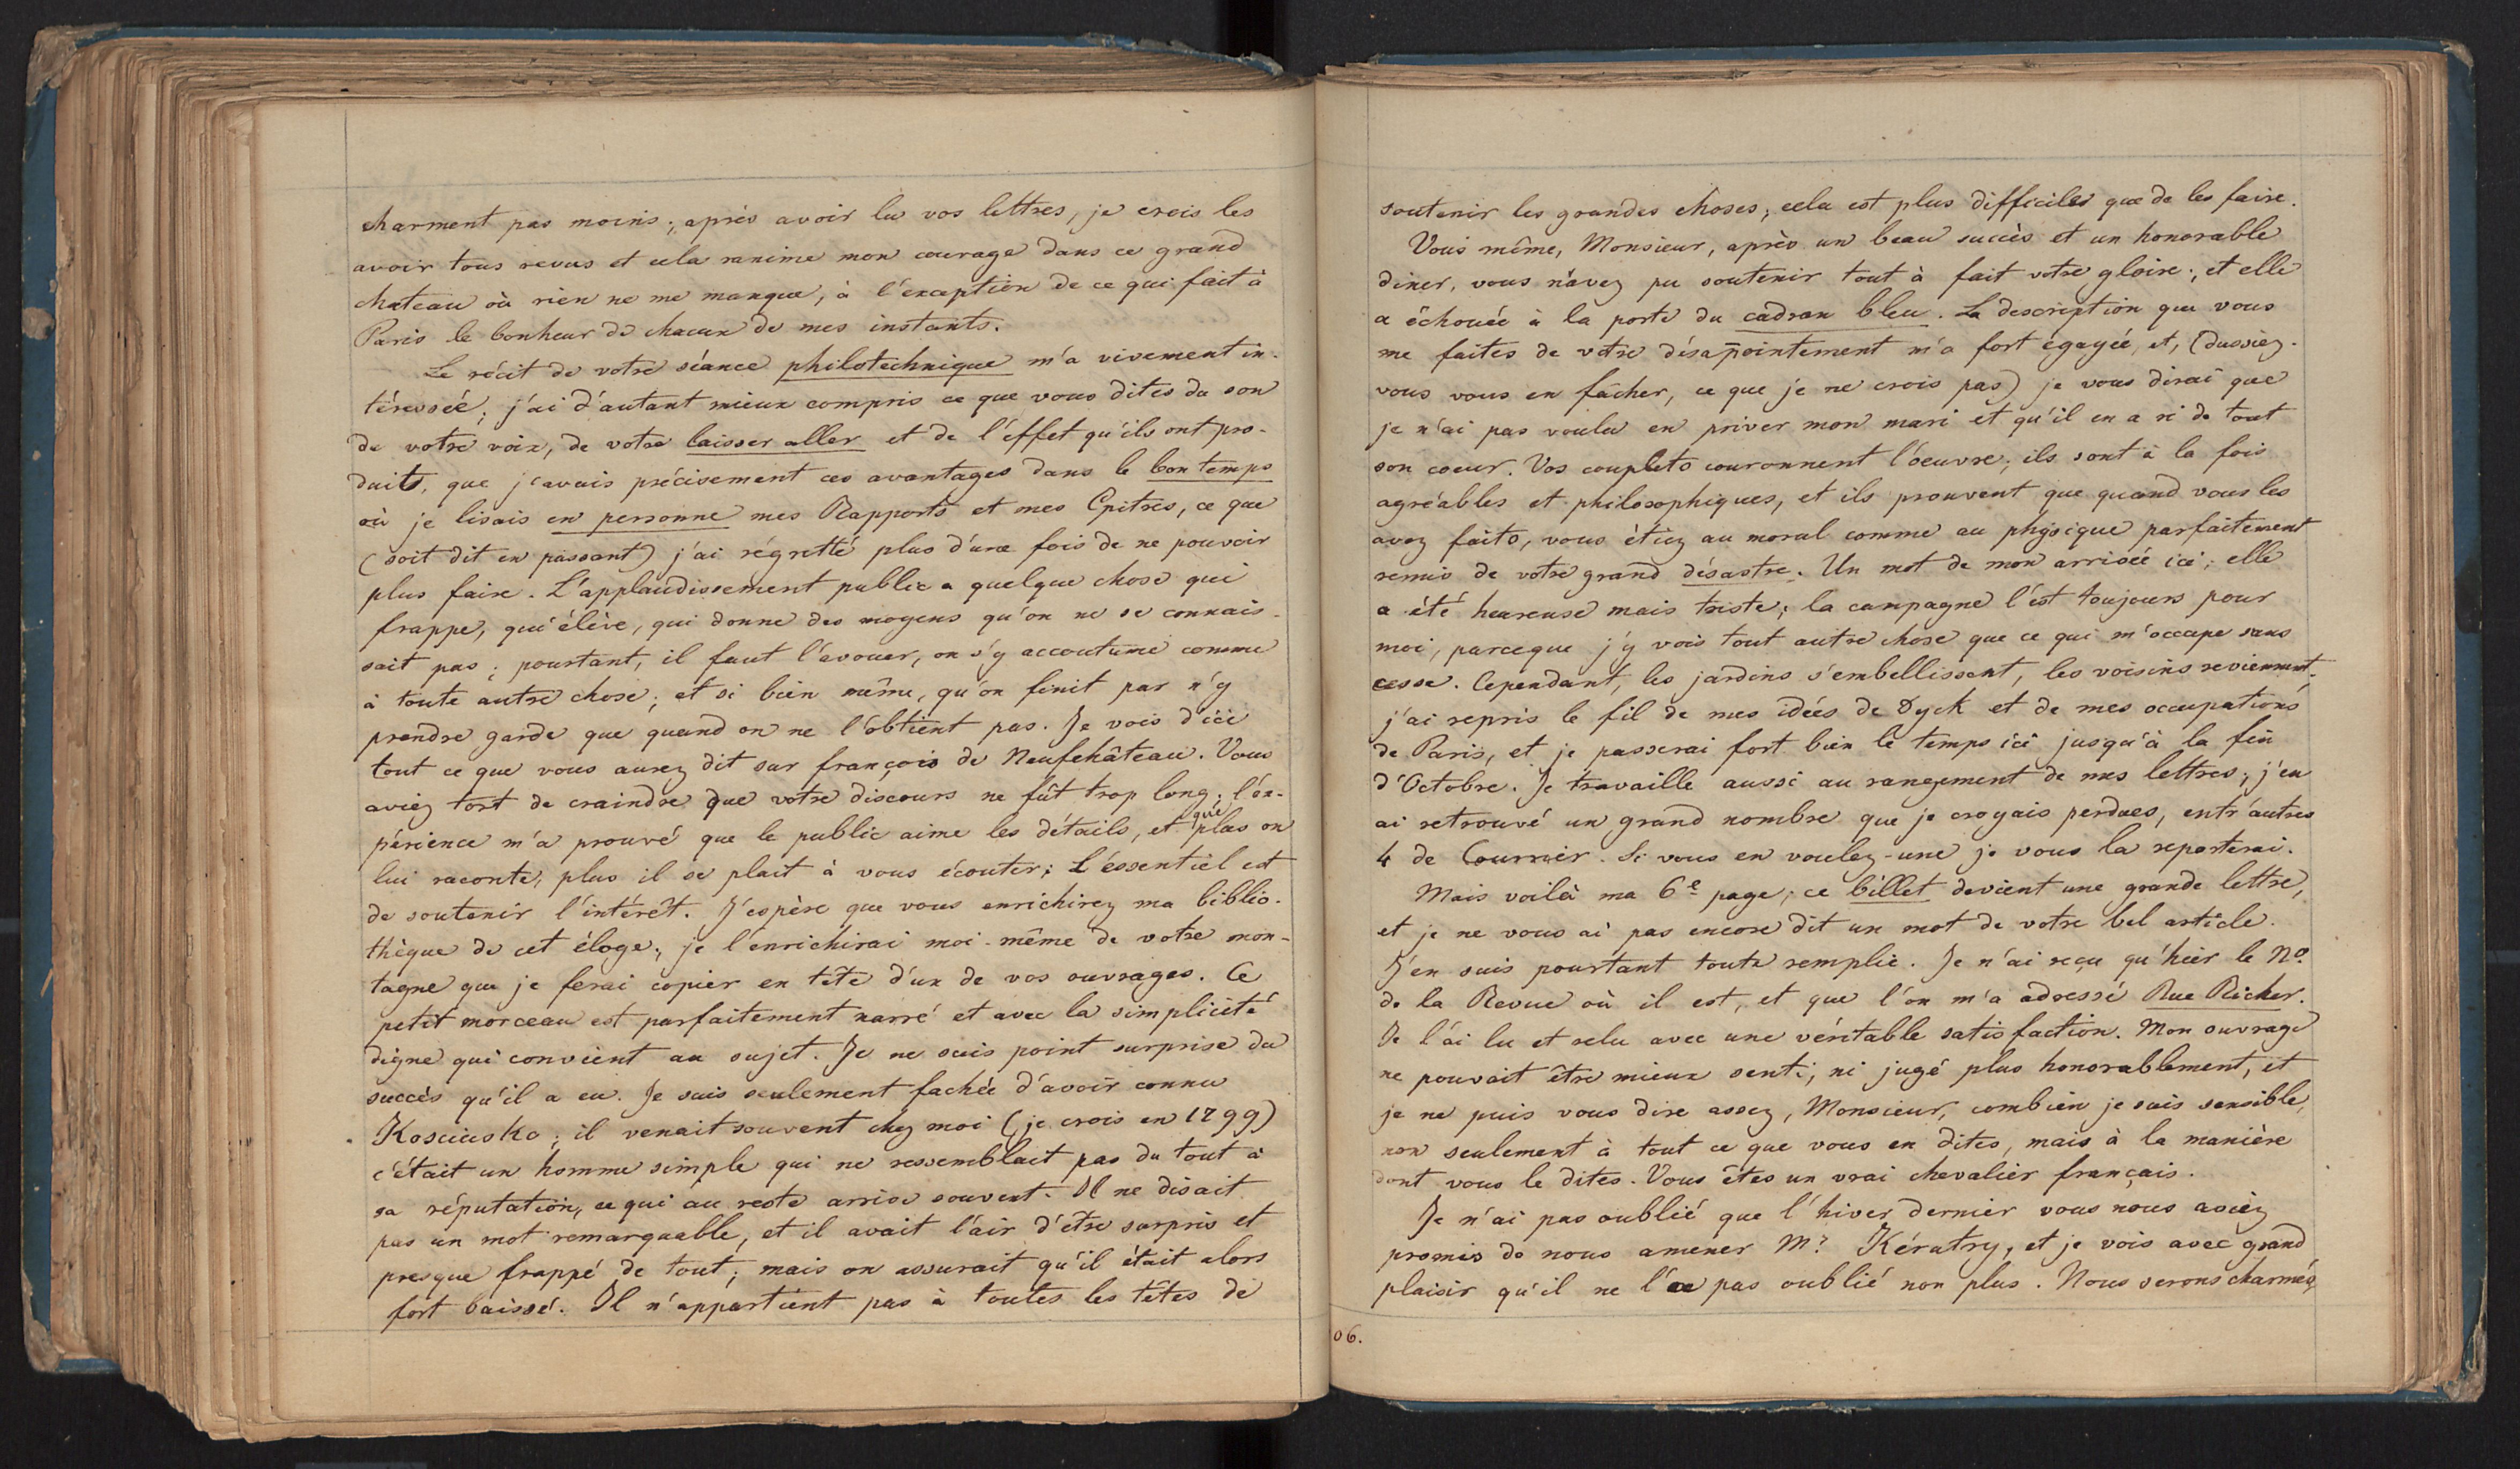 charment pas moins; après avoir lu vos lettres, je crois les
avoir tous revus et cela ranime mon courage dans ce grand
chateau où rien ne me manque, à l'exception de ce qui fait à
Paris le bonheur de chacun de mes instants.
Le récit de votre séance philotechnique m'a vivement in-
téressée; j'ai d'autant mieux compris ce que vous dites du son
de votre voix, de votre laisser aller et de l'éffet qu'ils ont pro-
duits, que j'avais précisement ces avantages dans le bon temps
où je lisais en personne mes Rapports et mes Epitres, ce que
(soit dit en passant) j'ai régretté plus d'une fois de ne pouvoir
plus faire. L'applaudissement public a quelque chose qui
frappe, qui élève, qui donne des moyens qu'on ne se connais-
sait pas; pourtant, il faut l'avouer, on s'y accoutume comme
à toute autre chose; et si bien même, qu'on finit par n'y
prendre garde que quand on ne l'obtient pas. Je vois d'ici
tout ce que vous aurez dit sur françois de Neufchâteau. Vous
aviez tort de craindre que votre discours ne fût trop long; l'ex-
périence m'a prouvé que le public aime les détails, et que plus on
lui raconte, plus il se plait à vous écouter; L'essentiel est
de soutenir l'intérêt. J'espère que vous enrichirez ma biblio-
thèque de cet éloge; je l'enrichirai moi-même de votre mon-
tagne que je ferai copier en tête d'un de vos ouvrages. Ce
petit morceau est parfaitement narré et avec la simplicité
digne qui convient au sujet. Je ne suis point surprise du
succès qu'il a eu. Je suis seulement fachée d'avoir connu
Kosciusko; il venait souvent chez moi (je crois en 1799)
c'était un homme simple qui ne ressemblait pas du tout à
sa réputation, ce qui au reste arrive souvent. Il ne disait
pas un mot remarquable, et il avait l'air d'être surpris et
presque frappé de tout; mais on assurait qu'il était alors
fort baissé. Il n'appartient pas à toutes les têtes de
soutenir les grandes choses; cela est plus difficiles que de les faire.
Vous même, Monsieur, après un beau succès et un honorable
diner, vous n'avez pu soutenir tout à fait votre gloire; et elle
a échouée à la porte du cadran bleu. La description que vous
me faites de votre désapointement m'a fort égayée, et, (dussiez-
vous vous en fâcher, ce que je ne crois pas) je vous dirai que
je n'ai pas voulu en priver mon mari et qu'il en a ri de tout
son coeur. Vos couplets couronnent l'oeuvre; ils sont à la fois
agréables et philosophiques, et ils prouvent que quand vous les
avez faits, vous étiez au moral comme au physique parfaitement
remis de votre grand désastre. Un mot de mon arrivée ici; elle
a été heureuse mais triste; la campagne l'est toujours pour
moi, parceque j'y vois tout autre chose que ce qui m'occupe sans
cesse. Cependant, les jardins s'embellissent, les voisins reviennent;
j'ai repris le fil de mes idées de Dyck et de mes occupations
de Paris, et je passerai fort bien le temps ici jusqu'à la fin
d'Octobre. Je travaille aussi au rangement de mes lettres; j'en
ai retrouvé un grand nombre que je croyais perdues, entr'autres
4 de Courrier. Si vous en voulez-une je vous la reporterai.
Mais voilà ma 6e page; ce billet devient une grande lettre,
et je ne vous ai pas encore dit un mot de votre bel article.
J'en suis pourtant toute remplie. Je n'ai reçu qu'hier le No.
de la Revue où il est, et que l'on m'a adressé Rue Richer.
Je l'ai lu et relu avec une véritable satisfaction. Mon ouvrage
ne pouvait être mieux senti, ni jugé plus honorablement, et
je ne puis vous dire assez, Monsieur, combien je suis sensible,
non seulement à tout ce que vous en dites, mais à la manière
dont vous le dites. Vous êtes un vrai chevalier français.
Je n'ai pas oublié que l'hiver dernier vous nous aviez
promis de nous amener Mr. Kératry, et je vois avec grand
plaisir qu'il ne l'a pas oublié non plus. Nous serons charmés,
06.